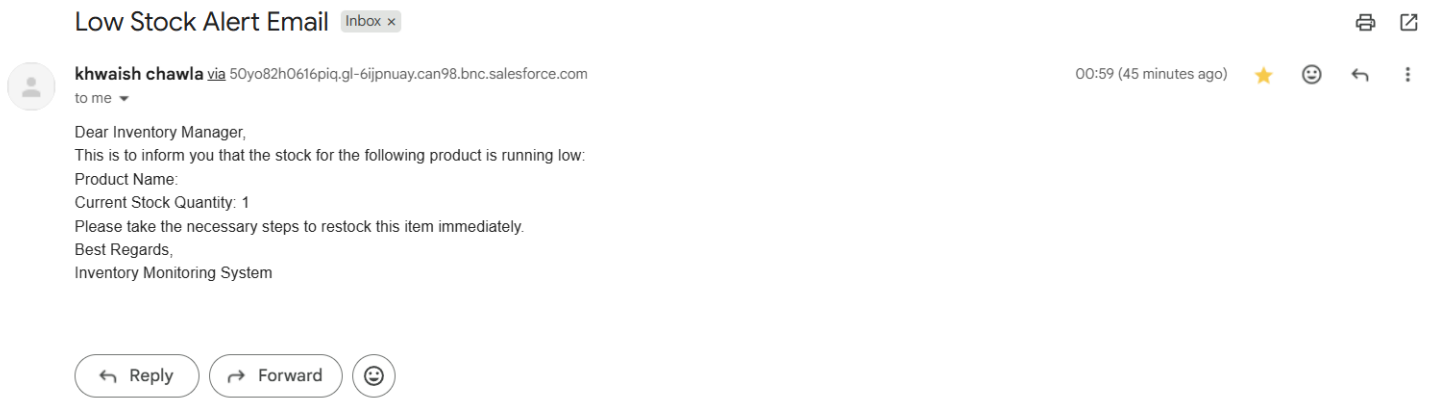 Low Stock Alert Email Inbox ×
khwaish chawla via 50yo82h0616piq.gl-6ijpnuay.can98.bnc.salesforce.com 00:59 (45 minutes ago)
to me
Dear Inventory Manager,
This is to inform you that the stock for the following product is running low:
Product Name:
Current Stock Quantity: 1
Please take the necessary steps to restock this item immediately.
Best Regards,
Inventory Monitoring System
Reply Forward